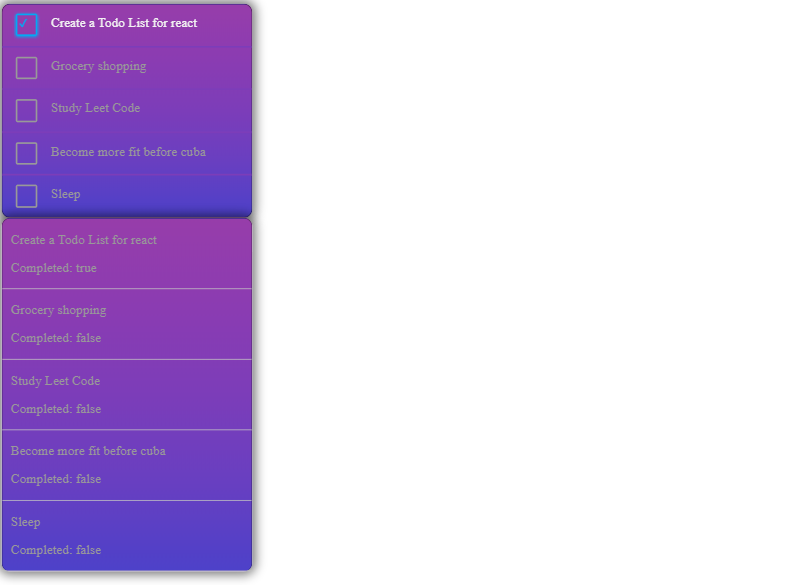 Create a Todo List for react
Grocery shopping
Study Leet Code
Become more fit before cuba
Sleep
Create a Todo List for react
Completed: true
Grocery shopping
Completed: false
Study Leet Code
Completed: false
Become more fit before cuba
Completed: false
Sleep
Completed: false